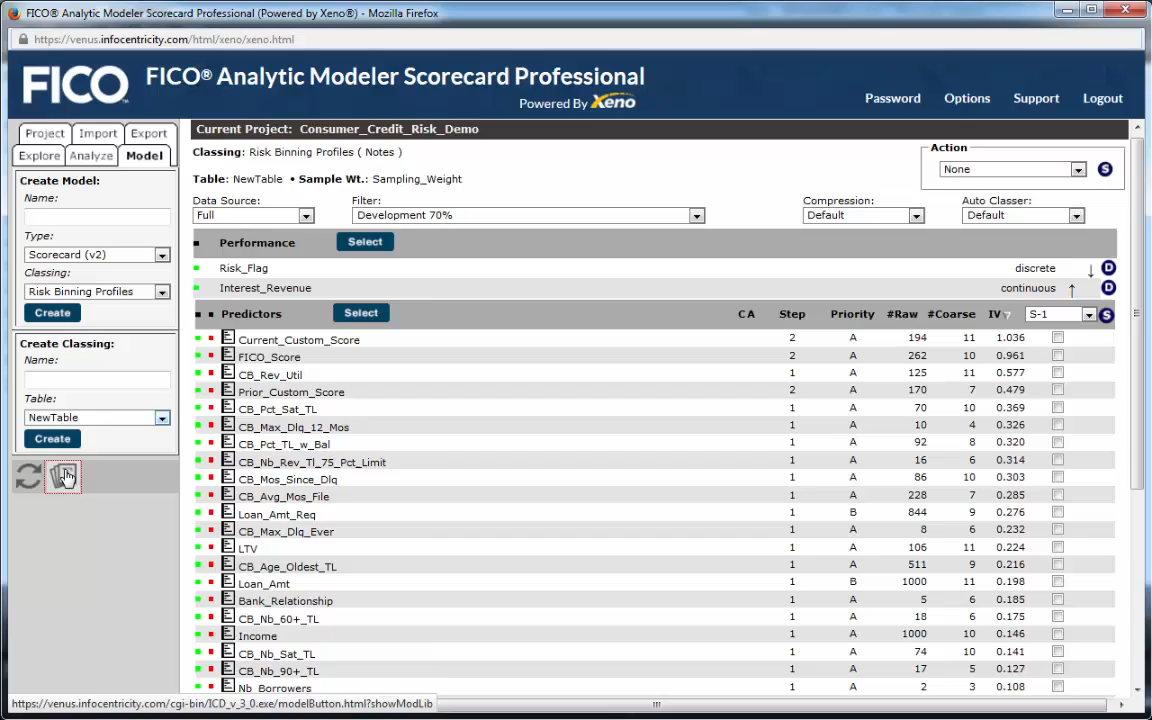 FICO® Analytic Modeler Scorecard Professional (Powered by Xeno®) - Mozilla Firefox
https://venus.infocentricity.com/html/xeno/xeno.html
FICO
FICO® Analytic Modeler Scorecard Professional
Powered By Xeno
Password Options Support Logout
Project Import Export
Explore Analyze Model
Create Model:
Name:
Type:
Scorecard (v2)
Classing:
Risk Binning Profiles
Create
Create Classing:
Name:
Table:
NewTable
Create
Current Project: Consumer_Credit_Risk_Demo
Classing: Risk Binning Profiles ( Notes )
Action
None S
Table: NewTable • Sample Wt.: Sampling_Weight
Data Source: Filter: Compression: Auto Classer:
Full Development 70% Default Default
Performance Select
Risk_Flag discrete ↓ D
Interest_Revenue continuous ↑ D
Predictors Select C A Step Priority #Raw #Coarse IV S-1 S
Current_Custom_Score 2 A 194 11 1.036
FICO_Score 2 A 262 10 0.961
CB_Rev_Util 1 A 125 11 0.577
Prior_Custom_Score 2 A 170 7 0.479
CB_Pct_Sat_TL 1 A 70 10 0.369
CB_Max_Dlq_12_Mos 1 A 10 4 0.326
CB_Pct_TL_w_Bal 1 A 92 8 0.320
CB_Nb_Rev_Tl_75_Pct_Limit 1 A 16 6 0.314
CB_Mos_Since_Dlq 1 A 86 10 0.303
CB_Avg_Mos_File 1 A 228 7 0.285
Loan_Amt_Req 1 B 844 9 0.276
CB_Max_Dlq_Ever 1 A 8 6 0.232
LTV 1 A 106 11 0.224
CB_Age_Oldest_TL 1 A 511 9 0.216
Loan_Amt 1 B 1000 11 0.198
Bank_Relationship 1 A 5 6 0.185
CB_Nb_60+_TL 1 A 18 6 0.175
Income 1 A 1000 10 0.146
CB_Nb_Sat_TL 1 A 74 10 0.141
CB_Nb_90+_TL 1 A 17 5 0.127
Nb_Borrowers 1 A 2 3 0.108
https://venus.infocentricity.com/cgi-bin/ICD_v_3_0.exe/modelButton.html?showModLib